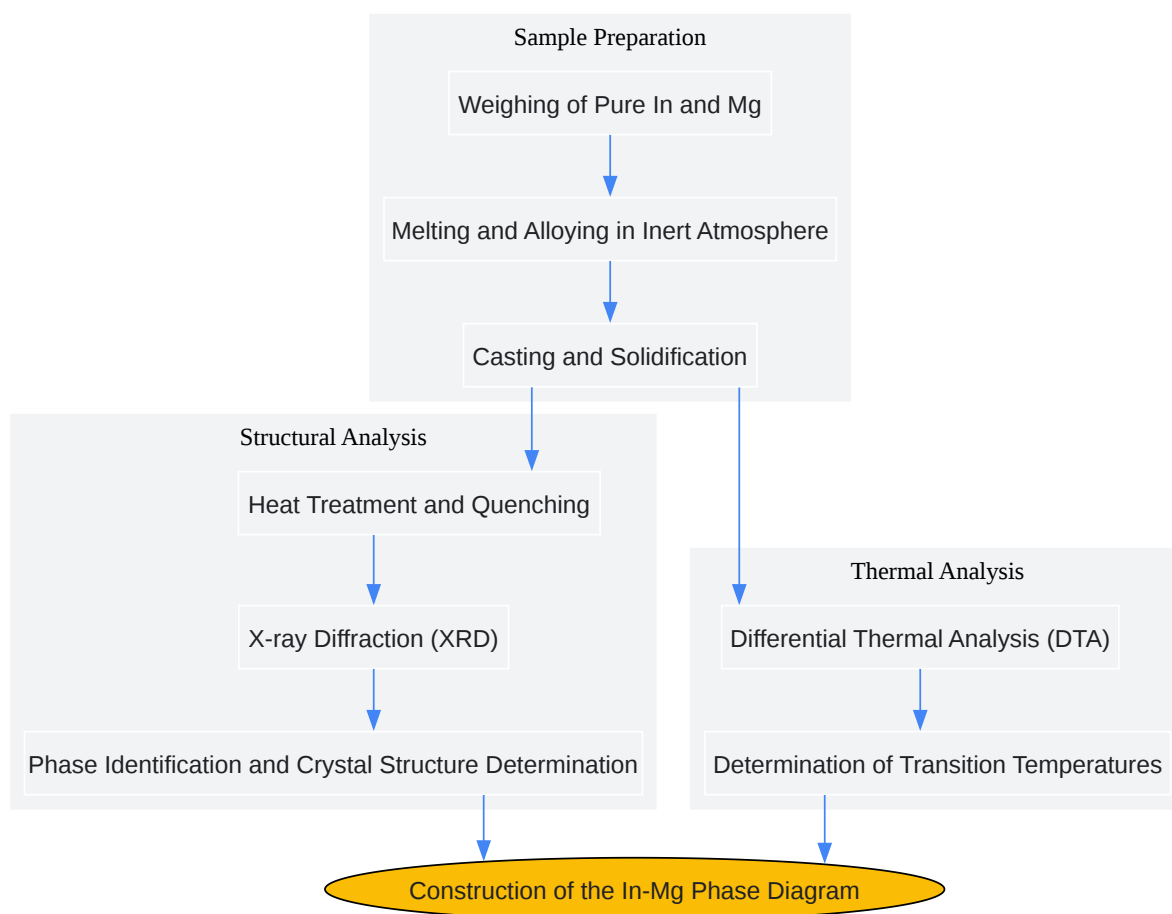 Sample Preparation
Weighing of Pure In and Mg
Melting and Alloying in Inert Atmosphere
Casting and Solidification
Structural Analysis
Heat Treatment and Quenching
X-ray Diffraction (XRD)
Phase Identification and Crystal Structure Determination
Thermal Analysis
Differential Thermal Analysis (DTA)
Determination of Transition Temperatures
Construction of the In-Mg Phase Diagram